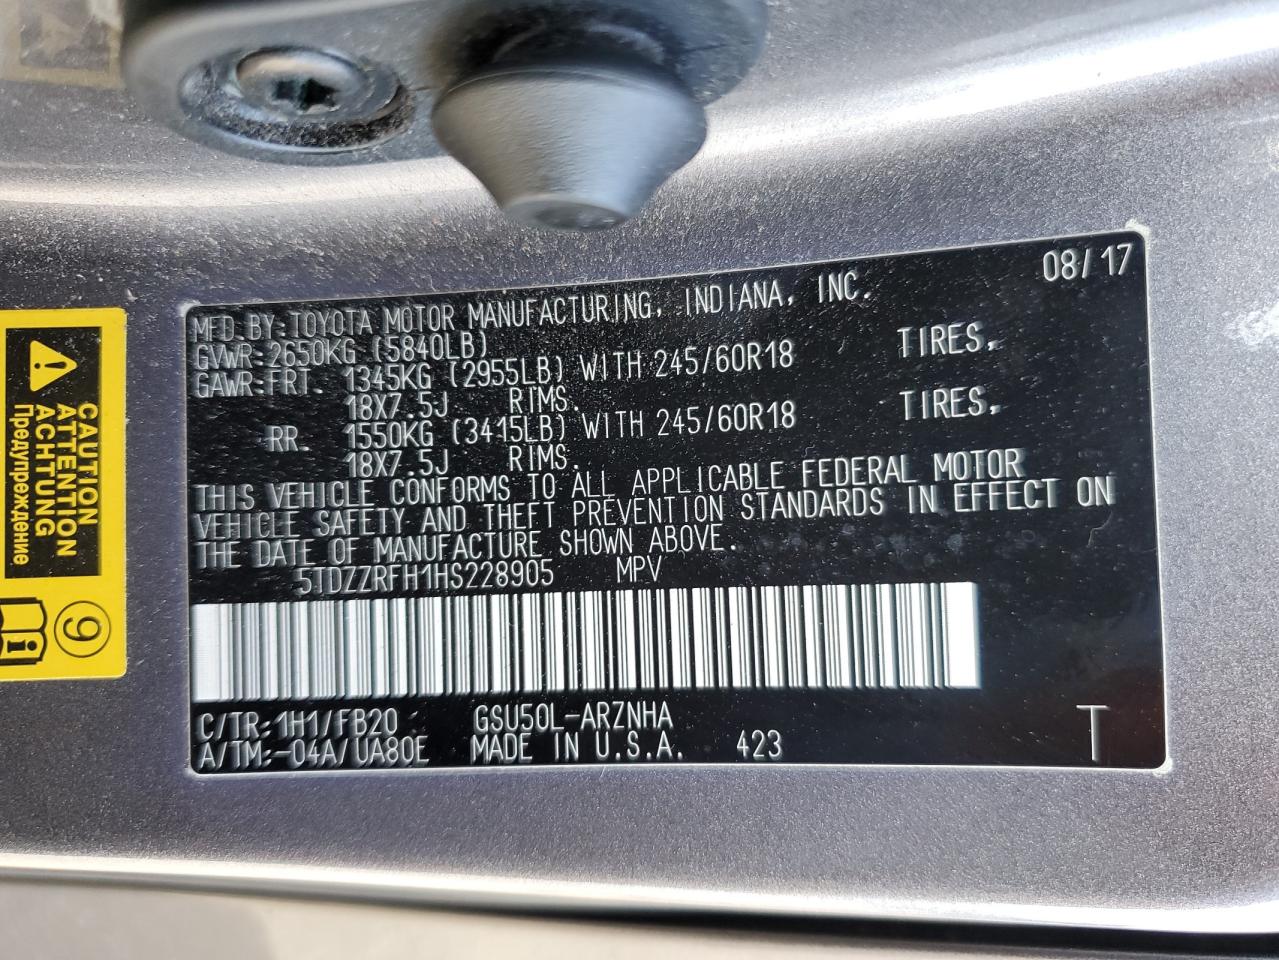 08/17
MFD.BY:TOYOTA MOTOR MANUFACTURING, INDIANA, INC.
GVWR:2650KG (5840LB)
GAWR:FRT. 1345KG (2955LB) WITH 245/60R18 TIRES,
18X7.5J RIMS.
RR. 1550KG (3415LB) WITH 245/60R18 TIRES,
18X7.5J RIMS.
THIS VEHICLE CONFORMS TO ALL APPLICABLE FEDERAL MOTOR
VEHICLE SAFETY AND THEFT PREVENTION STANDARDS IN EFFECT ON
THE DATE OF MANUFACTURE SHOWN ABOVE.
5TDZZRFH1HS228905 MPV
C/TR: 1H1/FB20 GSU50L-ARZNHA
A/TM:-04A/UA80E MADE IN U.S.A. 423 T
CAUTION
ATTENTION
ACHTUNG
Предупреждение
9